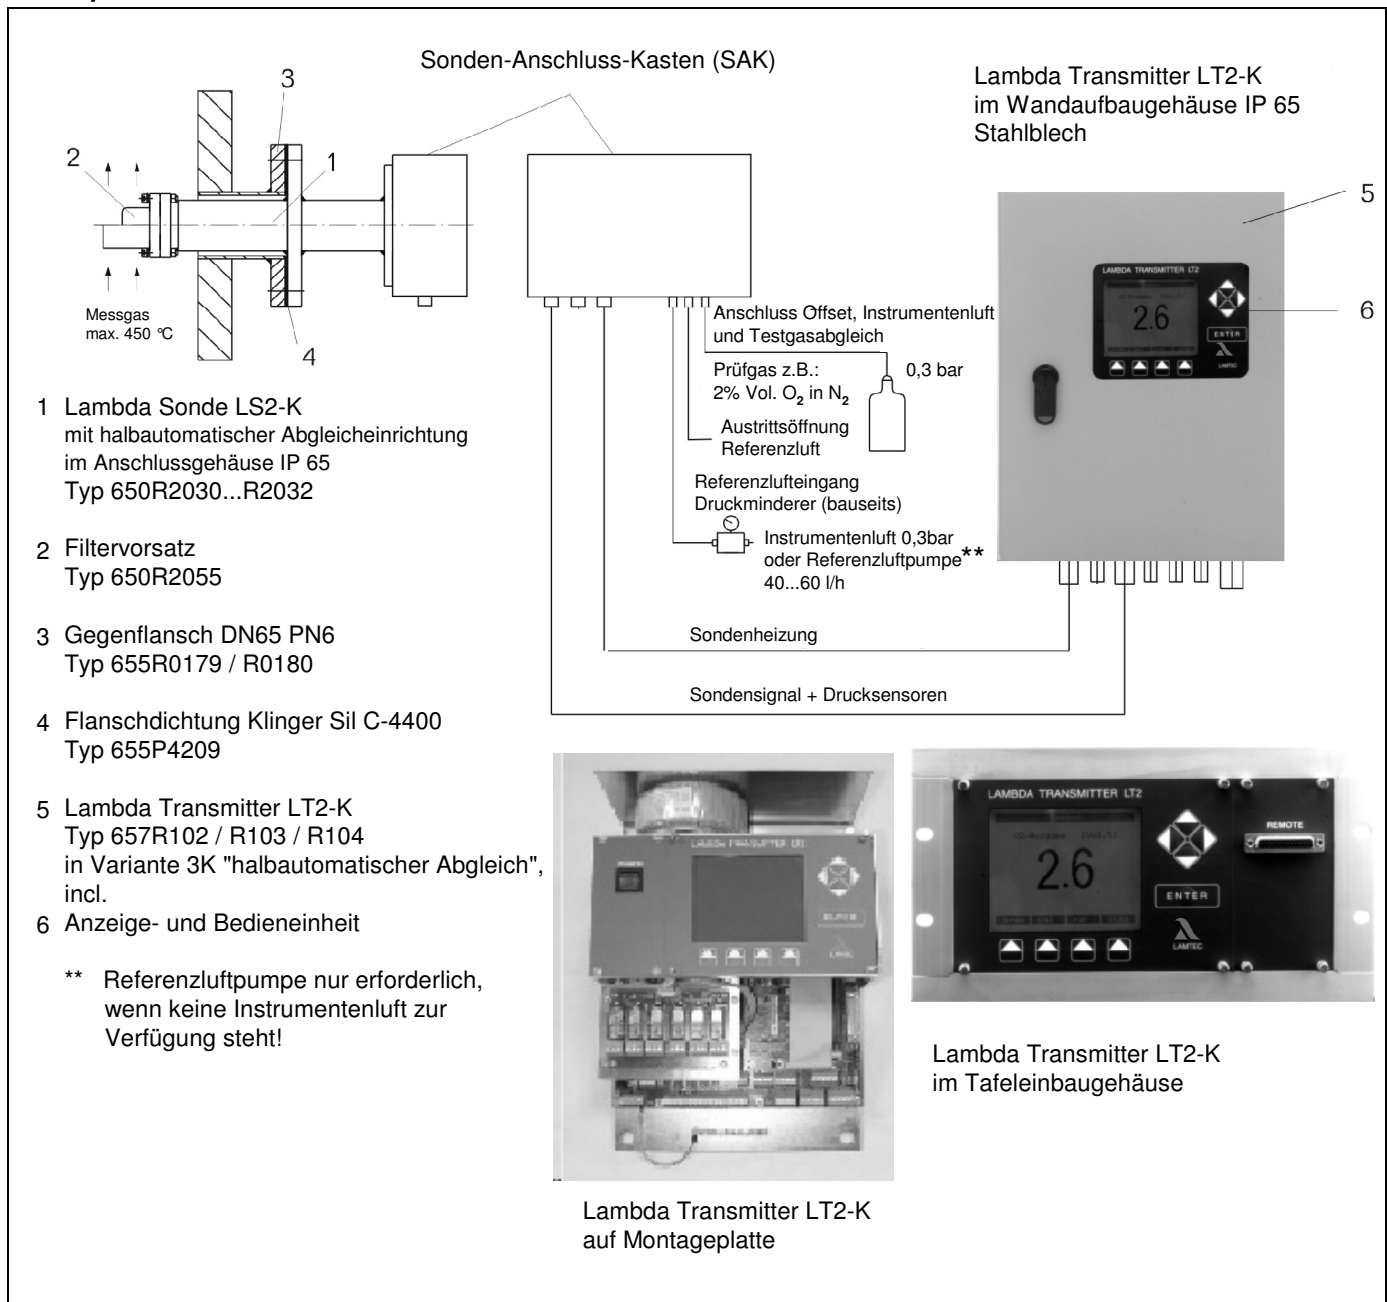 Sonden-Anschluss-Kasten (SAK)
Lambda Transmitter LT2-K
im Wandaufbaugehäuse IP 65
Stahlblech
3
2
1
4
5
6
Messgas
max. 450 °C
LAMBDA TRANSMITTER LT2
2.6
ENTER
LAMTEC
Anschluss Offset, Instrumentenluft
und Testgasabgleich
Prüfgas z.B.:
2% Vol. O2 in N2
0,3 bar
Austrittsöffnung
Referenzluft
Referenzlufteingang
Druckminderer (bauseits)
Instrumentenluft 0,3bar
oder Referenzluftpumpe**
40...60 l/h
Sondenheizung
Sondensignal + Drucksensoren
1 Lambda Sonde LS2-K
mit halbautomatischer Abgleicheinrichtung
im Anschlussgehäuse IP 65
Typ 650R2030...R2032
2 Filtervorsatz
Typ 650R2055
3 Gegenflansch DN65 PN6
Typ 655R0179 / R0180
4 Flanschdichtung Klinger Sil C-4400
Typ 655P4209
5 Lambda Transmitter LT2-K
Typ 657R102 / R103 / R104
in Variante 3K "halbautomatischer Abgleich",
incl.
6 Anzeige- und Bedieneinheit
** Referenzluftpumpe nur erforderlich,
wenn keine Instrumentenluft zur
Verfügung steht!
LAMBDA TRANSMITTER LT2
O2-Ausgabe (Vol.%)
2.6
ENTER
LAMTEC
REMOTE
Lambda Transmitter LT2-K
im Tafeleinbaugehäuse
Lambda Transmitter LT2-K
auf Montageplatte